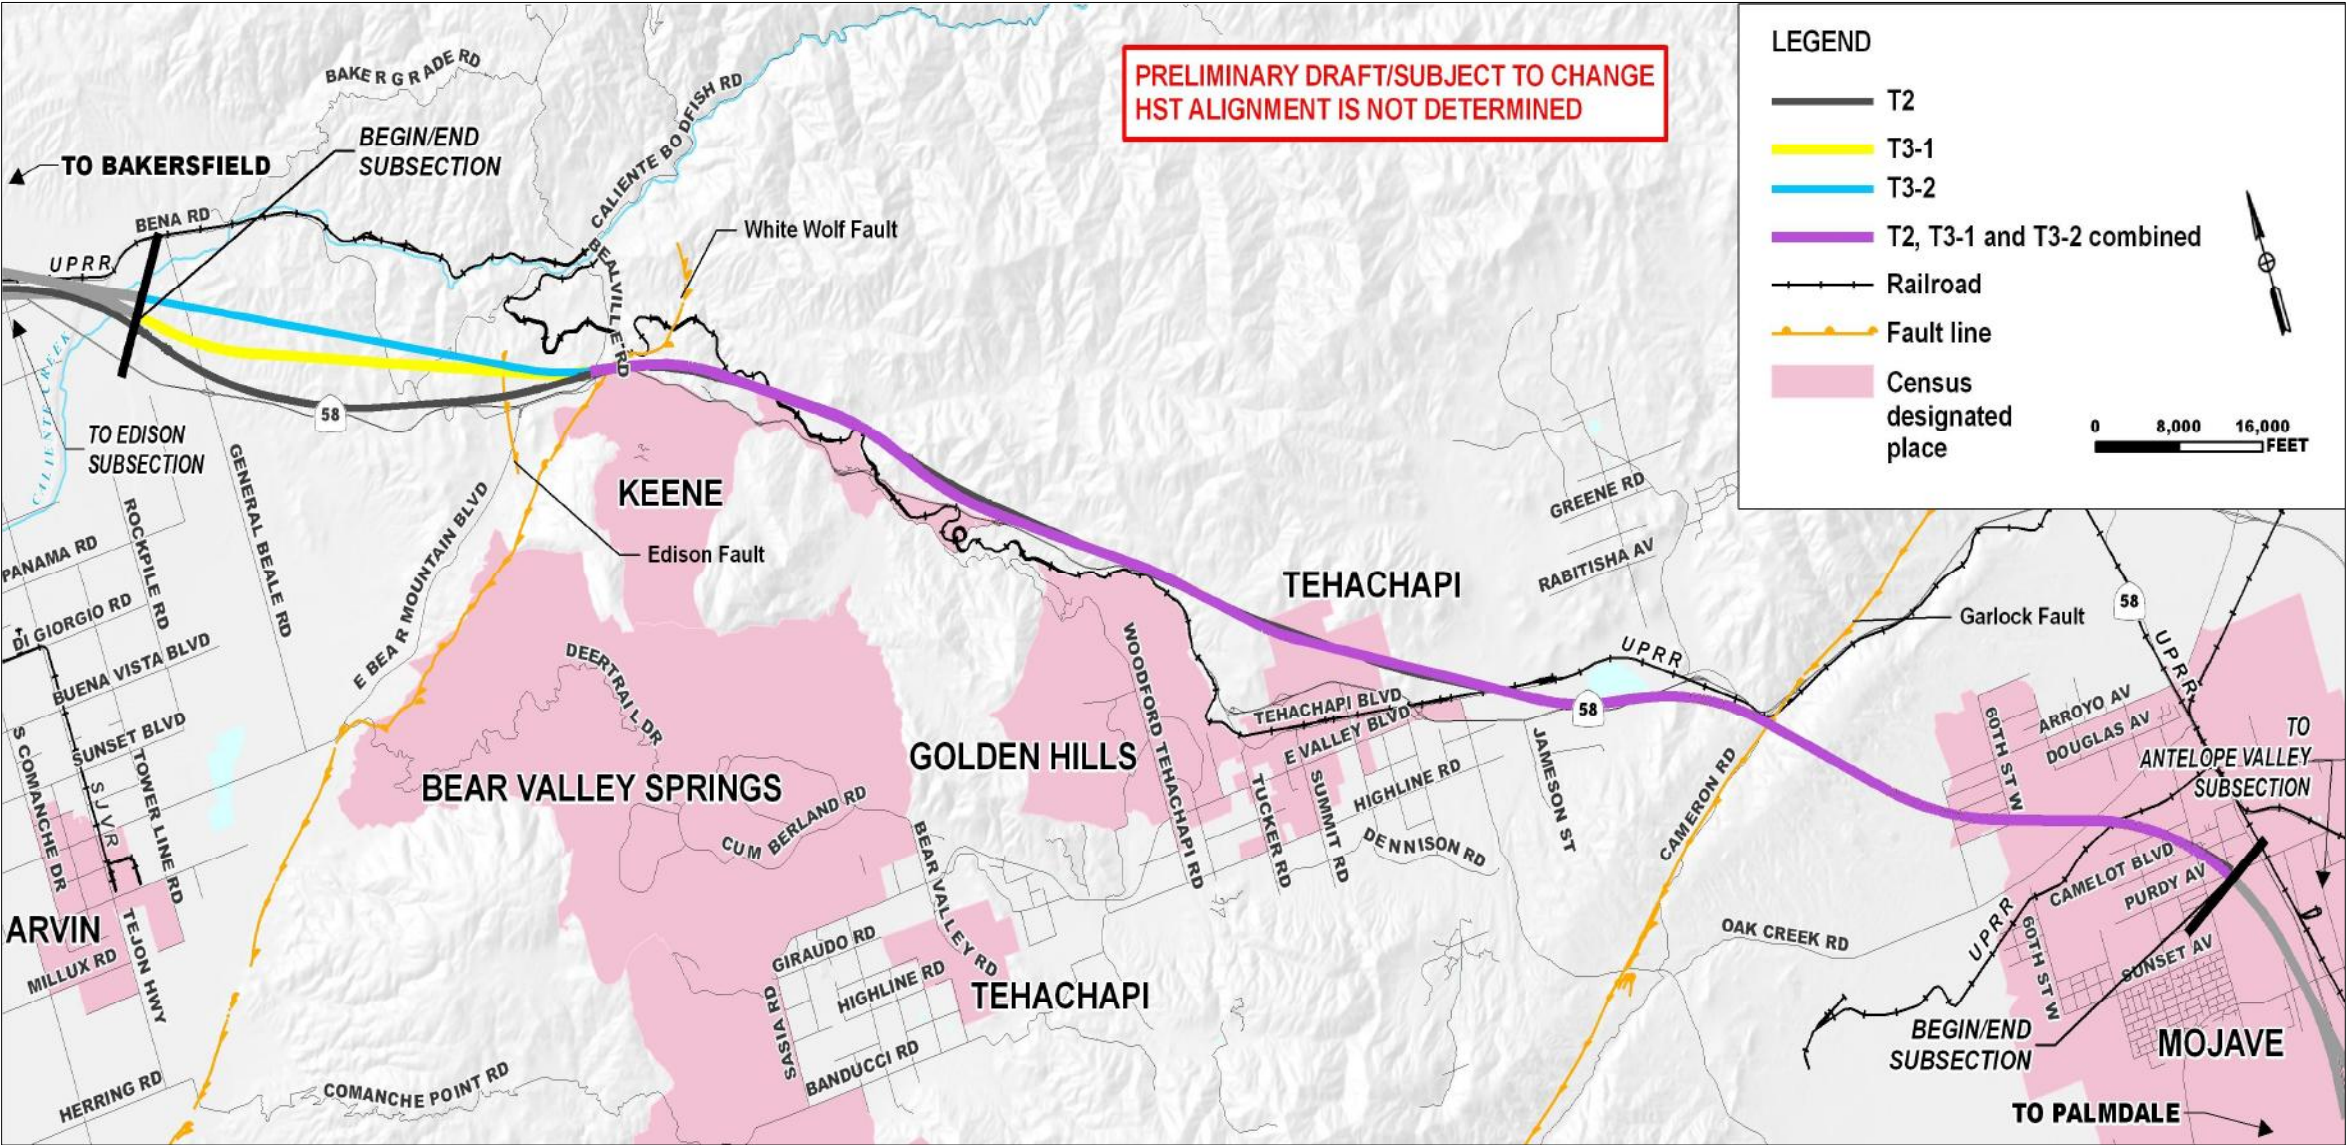 BAKER GRADE RD
CALIENTE BODFISH RD
PRELIMINARY DRAFT/SUBJECT TO CHANGE
HST ALIGNMENT IS NOT DETERMINED
LEGEND
T2
T3-1
T3-2
T2, T3-1 and T3-2 combined
Railroad
Fault line
Census
designated
place
0 8,000 16,000
FEET
BEGIN/END
SUBSECTION
TO BAKERSFIELD
BENA RD
UPRR
BEALVILLE RD
White Wolf Fault
CALIENTE CREEK
58
TO EDISON
SUBSECTION
GENERAL BEALE RD
ROCKPILE RD
PANAMA RD
DI GIORGIO RD
BUENA VISTA BLVD
SUNSET BLVD
S COMANCHE DR
SJVR
TOWER LINE RD
E BEAR MOUNTAIN BLVD
KEENE
Edison Fault
GREENE RD
RABITISHA AV
TEHACHAPI
UPRR
Garlock Fault
58
UPRR
DEERTRAIL DR
BEAR VALLEY SPRINGS
CUMBERLAND RD
GOLDEN HILLS
WOODFORD TEHACHAPI RD
TEHACHAPI BLVD
E VALLEY BLVD
TUCKER RD
SUMMIT RD
HIGHLINE RD
DENNISON RD
58
JAMESON ST
CAMERON RD
60TH ST W
ARROYO AV
DOUGLAS AV
TO
ANTELOPE VALLEY
SUBSECTION
CAMELOT BLVD
PURDY AV
OAK CREEK RD
UPRR
60TH ST W
SUNSET AV
ARVIN
MILLUX RD
TEJON HWY
HERRING RD
COMANCHE POINT RD
BEAR VALLEY RD
GIRAUDO RD
HIGHLINE RD
SASIA RD
BANDUCCI RD
TEHACHAPI
BEGIN/END
SUBSECTION
MOJAVE
TO PALMDALE